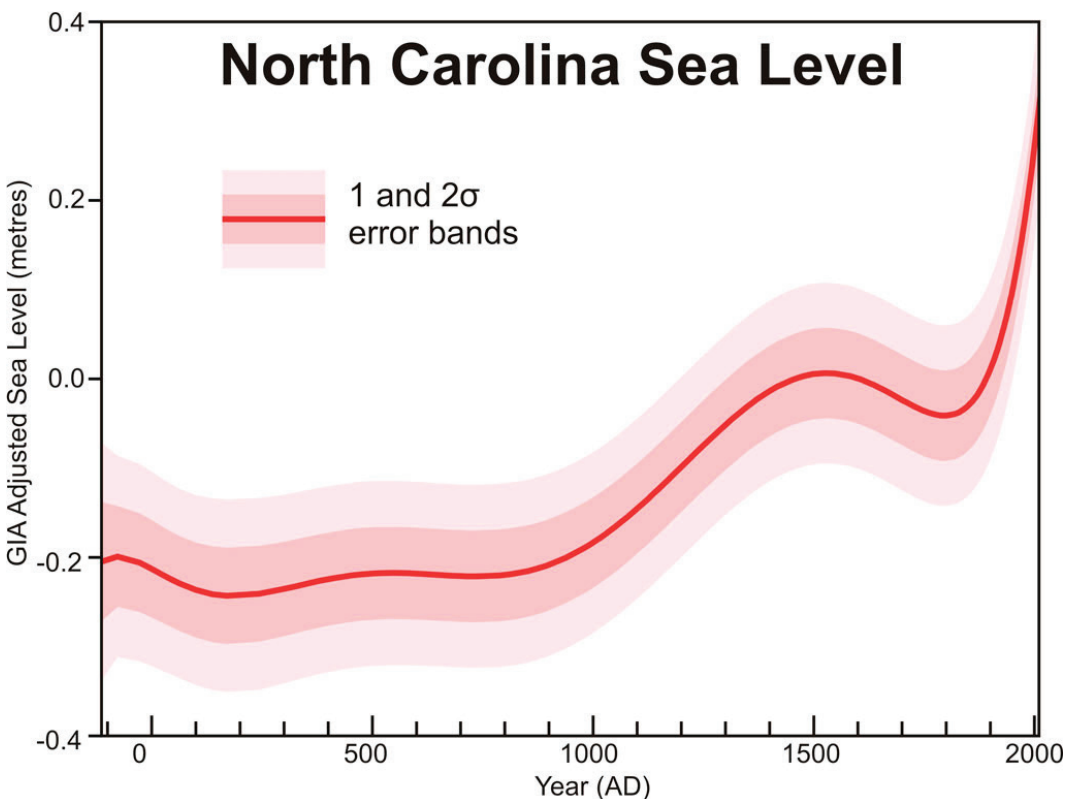 North Carolina Sea Level
1 and 2σ
error bands
GIA Adjusted Sea Level (metres)
0.4
0.2
0.0
-0.2
-0.4
0
500
1000
1500
2000
Year (AD)